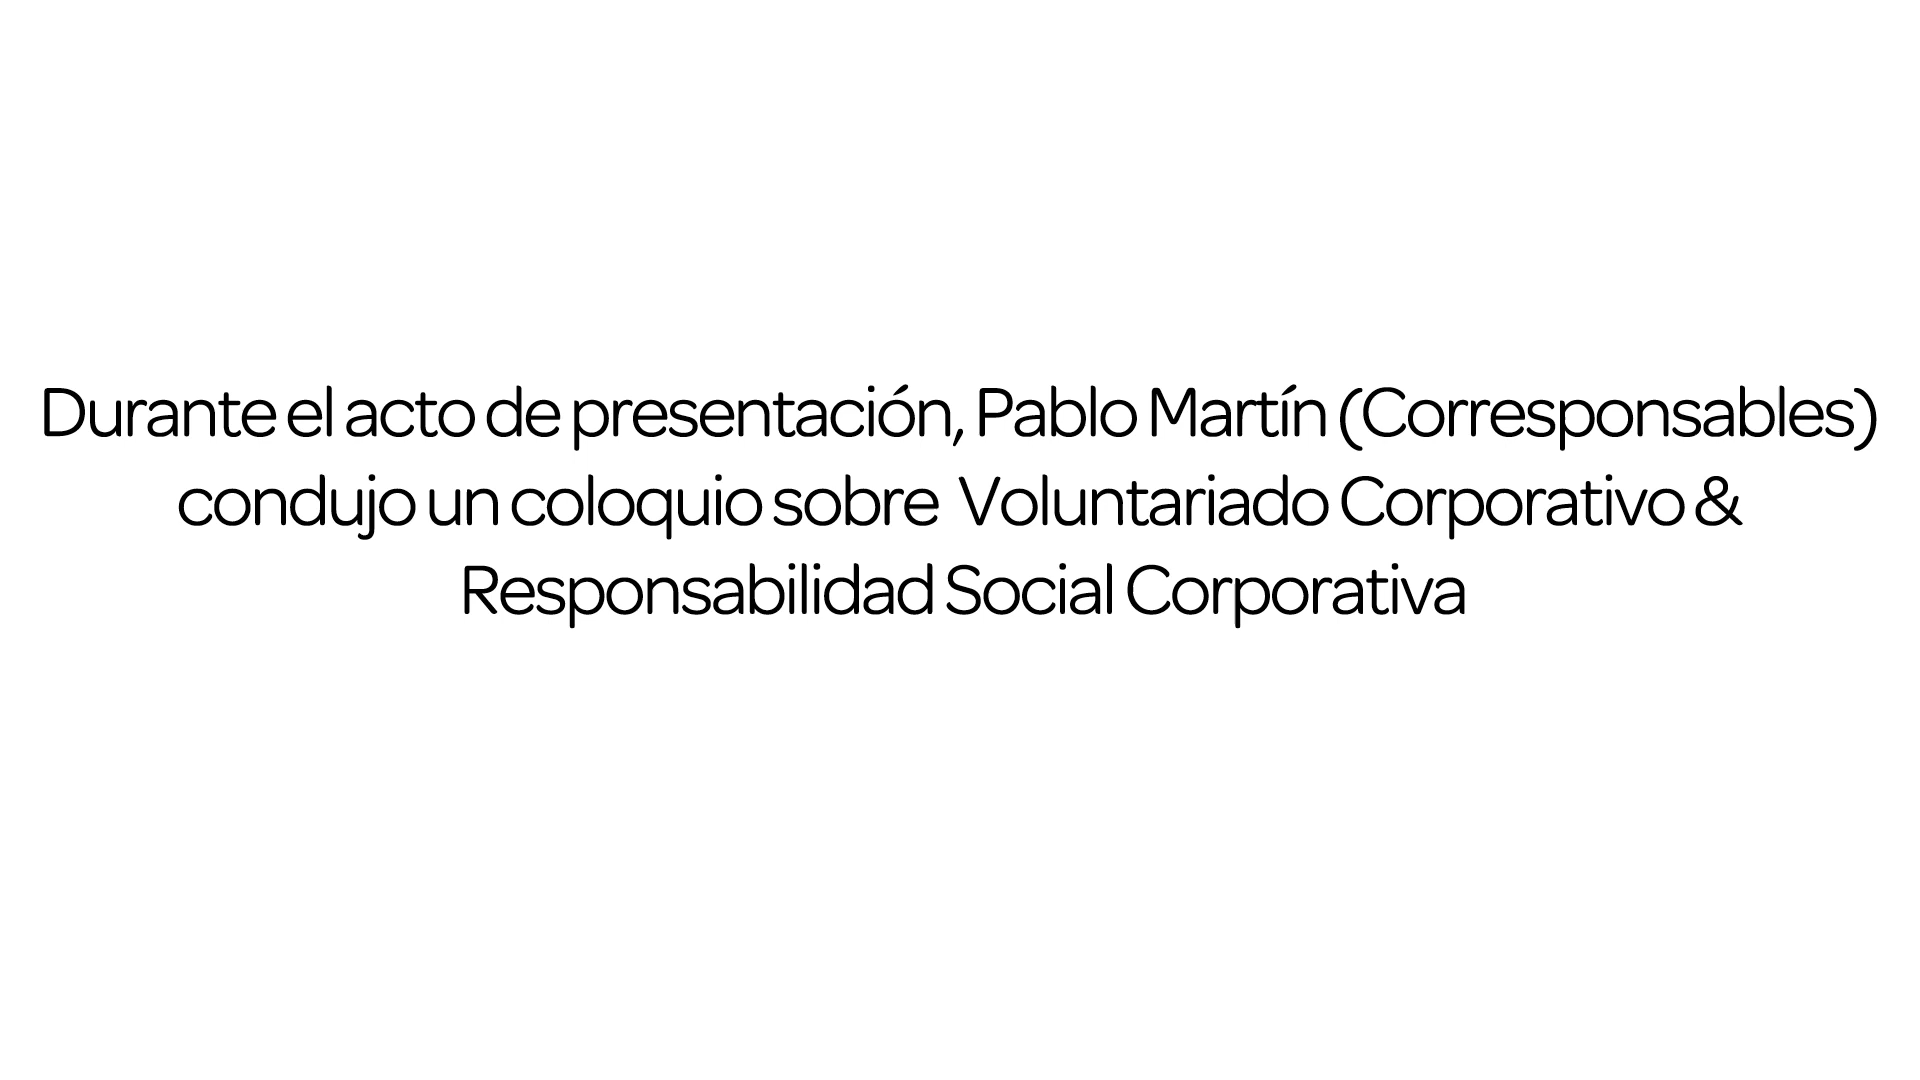 Durante el acto de presentación, Pablo Martín (Corresponsables)
condujo un coloquio sobre  Voluntariado Corporativo &
Responsabilidad Social Corporativa